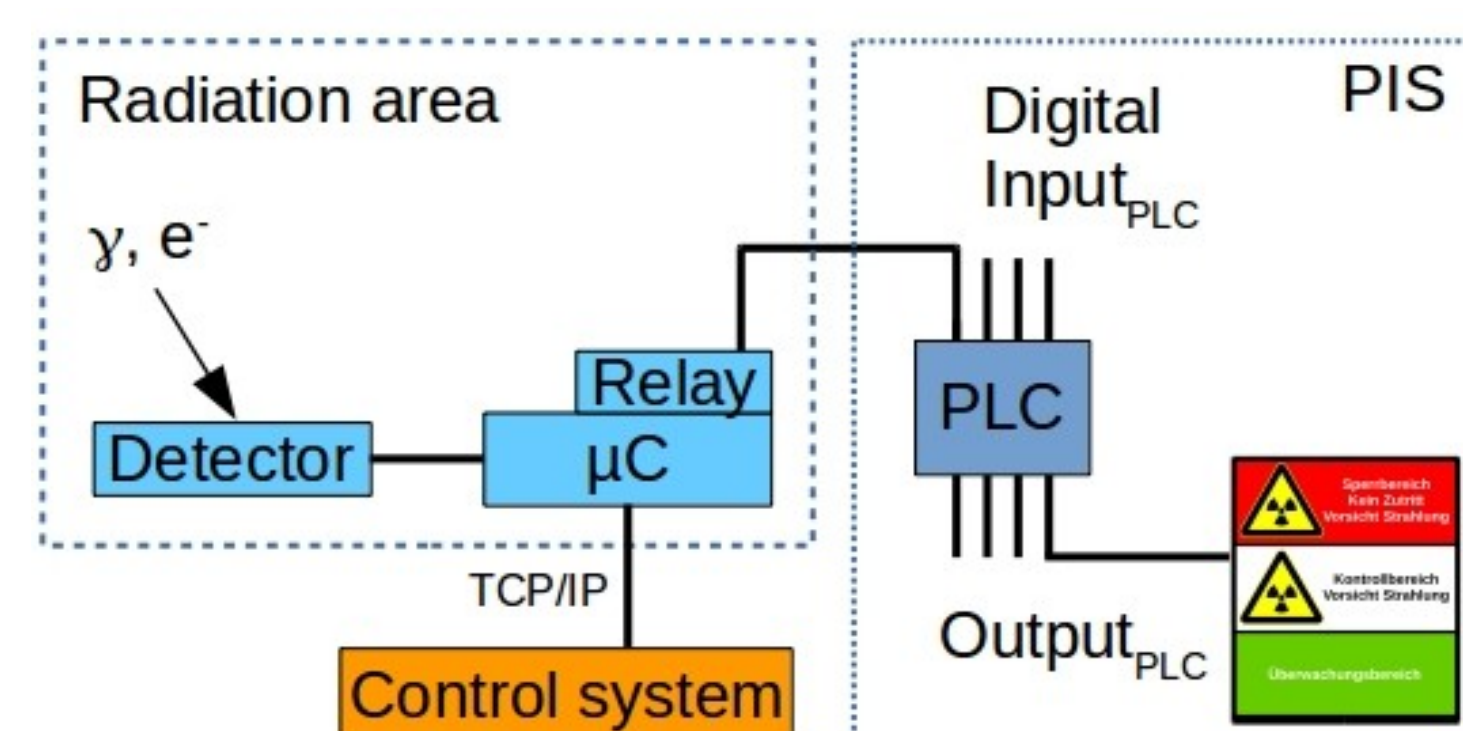 Radiation area
PIS
Digital
Input_PLC
γ, e⁻
Relay
Detector
µC
PLC
TCP/IP
Control system
Output_PLC
Sperrbereich
Kein Zutritt
Vorsicht Strahlung
Kontrollbereich
Vorsicht Strahlung
Überwachungsbereich